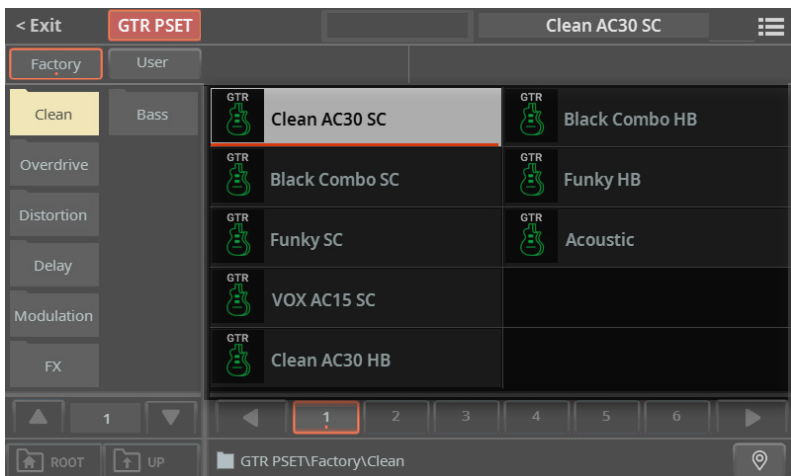 < Exit GTR PSET Clean AC30 SC
Factory User
Clean Bass
Overdrive
Distortion
Delay
Modulation
FX
GTR Clean AC30 SC
GTR Black Combo HB
GTR Black Combo SC
GTR Funky HB
GTR Funky SC
GTR Acoustic
GTR VOX AC15 SC
GTR Clean AC30 HB
1
1 2 3 4 5 6
ROOT UP GTR PSET\Factory\Clean